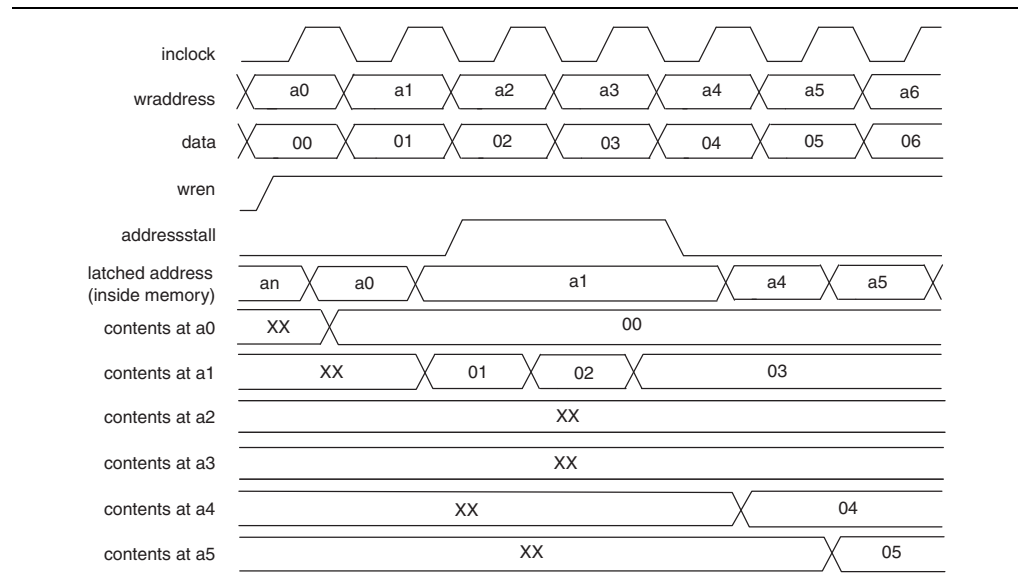 inclock
wraddress a0 a1 a2 a3 a4 a5 a6
data 00 01 02 03 04 05 06
wren
addressstall
latched address
(inside memory) an a0 a1 a4 a5
contents at a0 XX 00
contents at a1 XX 01 02 03
contents at a2 XX
contents at a3 XX
contents at a4 XX 04
contents at a5 XX 05